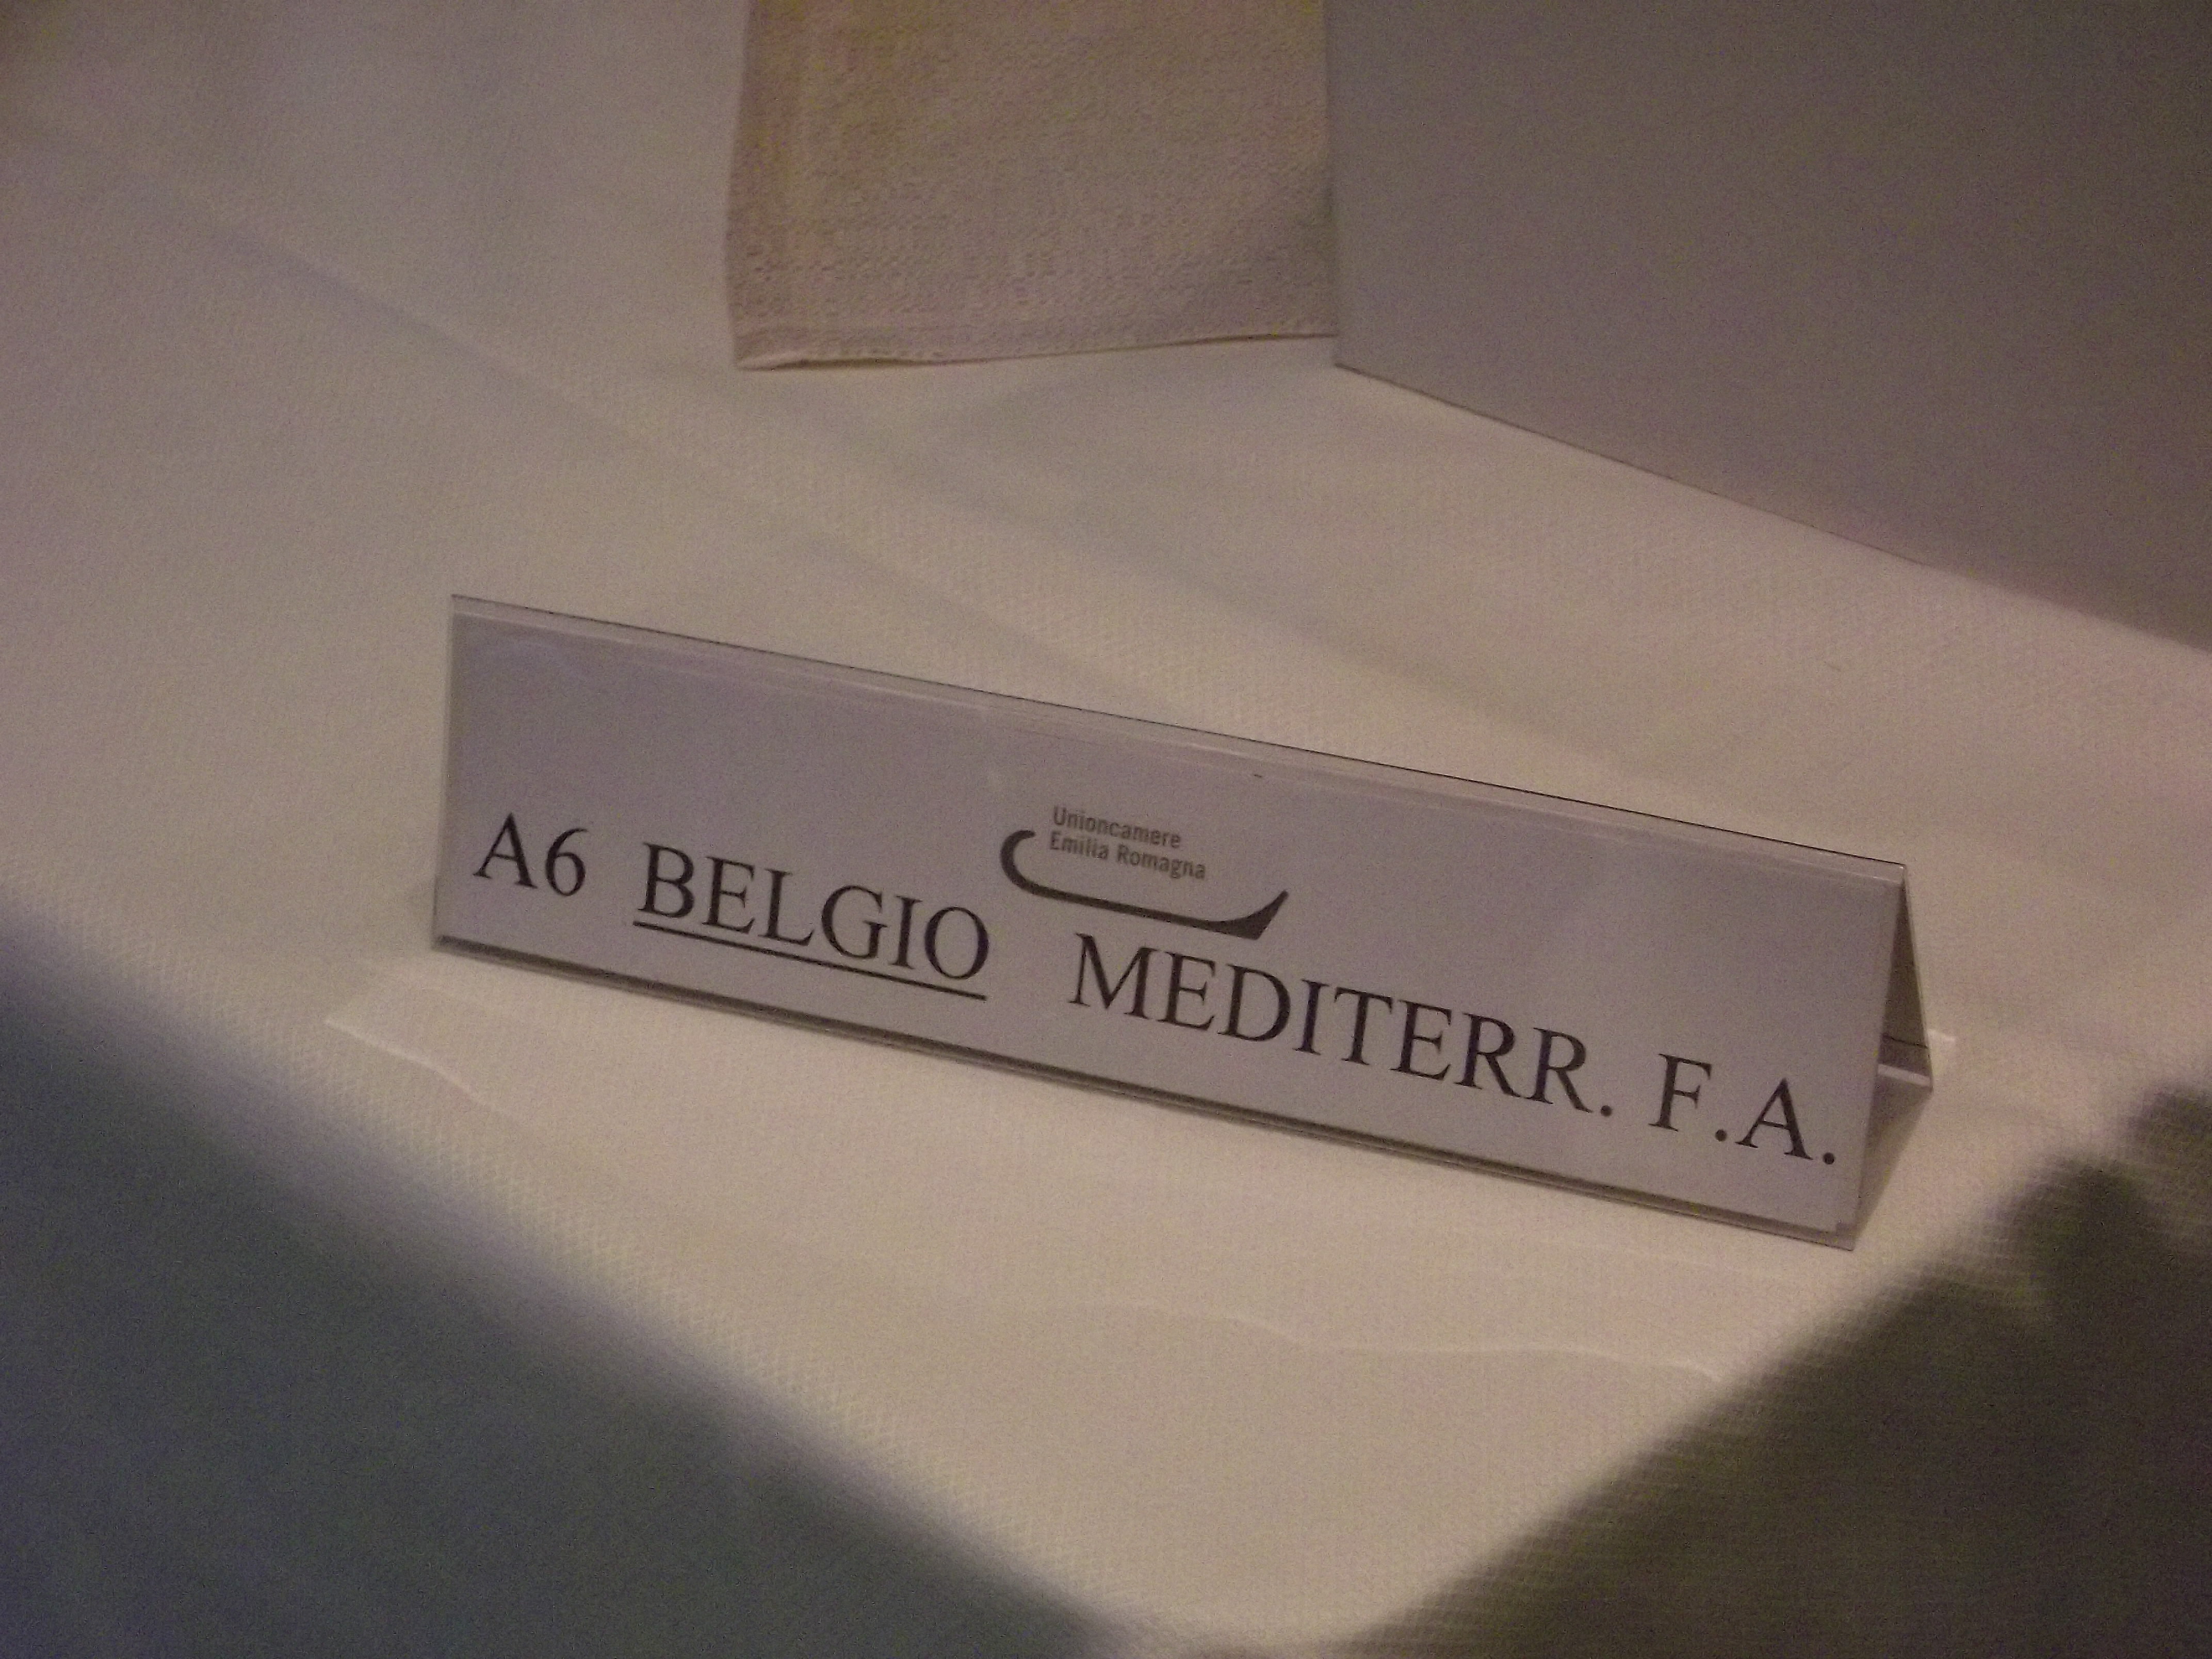 Unioncamere
Emilia Romagna
A6 BELGIO MEDITERR. F.A.